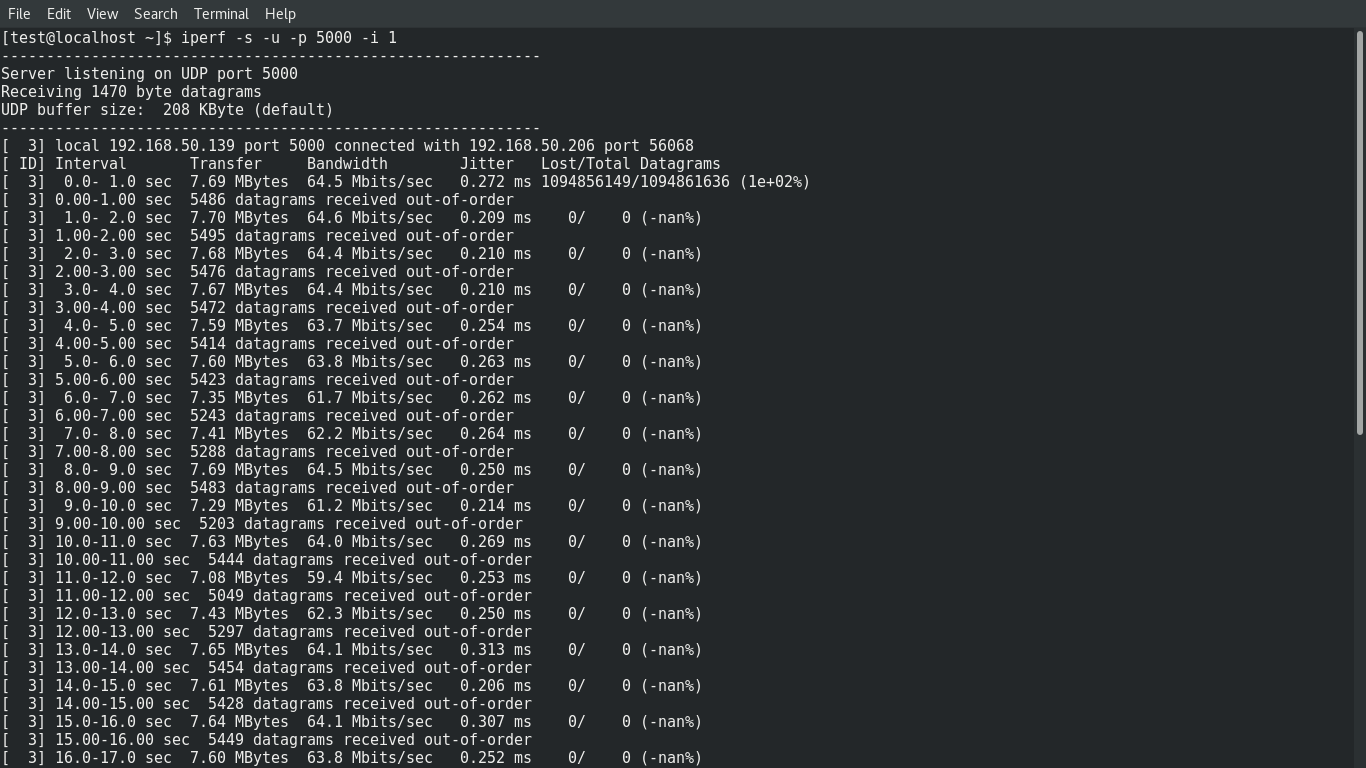 File Edit View Search Terminal Help
[test@localhost ~]$ iperf -s -u -p 5000 -i 1
------------------------------------------------------------
Server listening on UDP port 5000
Receiving 1470 byte datagrams
UDP buffer size:  208 KByte (default)
------------------------------------------------------------
[  3] local 192.168.50.139 port 5000 connected with 192.168.50.206 port 56068
[ ID] Interval       Transfer     Bandwidth        Jitter   Lost/Total Datagrams
[  3]  0.0- 1.0 sec  7.69 MBytes  64.5 Mbits/sec   0.272 ms 1094856149/1094861636 (1e+02%)
[  3] 0.00-1.00 sec  5486 datagrams received out-of-order
[  3]  1.0- 2.0 sec  7.70 MBytes  64.6 Mbits/sec   0.209 ms    0/    0 (-nan%)
[  3] 1.00-2.00 sec  5495 datagrams received out-of-order
[  3]  2.0- 3.0 sec  7.68 MBytes  64.4 Mbits/sec   0.210 ms    0/    0 (-nan%)
[  3] 2.00-3.00 sec  5476 datagrams received out-of-order
[  3]  3.0- 4.0 sec  7.67 MBytes  64.4 Mbits/sec   0.210 ms    0/    0 (-nan%)
[  3] 3.00-4.00 sec  5472 datagrams received out-of-order
[  3]  4.0- 5.0 sec  7.59 MBytes  63.7 Mbits/sec   0.254 ms    0/    0 (-nan%)
[  3] 4.00-5.00 sec  5414 datagrams received out-of-order
[  3]  5.0- 6.0 sec  7.60 MBytes  63.8 Mbits/sec   0.263 ms    0/    0 (-nan%)
[  3] 5.00-6.00 sec  5423 datagrams received out-of-order
[  3]  6.0- 7.0 sec  7.35 MBytes  61.7 Mbits/sec   0.262 ms    0/    0 (-nan%)
[  3] 6.00-7.00 sec  5243 datagrams received out-of-order
[  3]  7.0- 8.0 sec  7.41 MBytes  62.2 Mbits/sec   0.264 ms    0/    0 (-nan%)
[  3] 7.00-8.00 sec  5288 datagrams received out-of-order
[  3]  8.0- 9.0 sec  7.69 MBytes  64.5 Mbits/sec   0.250 ms    0/    0 (-nan%)
[  3] 8.00-9.00 sec  5483 datagrams received out-of-order
[  3]  9.0-10.0 sec  7.29 MBytes  61.2 Mbits/sec   0.214 ms    0/    0 (-nan%)
[  3] 9.00-10.00 sec  5203 datagrams received out-of-order
[  3] 10.0-11.0 sec  7.63 MBytes  64.0 Mbits/sec   0.269 ms    0/    0 (-nan%)
[  3] 10.00-11.00 sec  5444 datagrams received out-of-order
[  3] 11.0-12.0 sec  7.08 MBytes  59.4 Mbits/sec   0.253 ms    0/    0 (-nan%)
[  3] 11.00-12.00 sec  5049 datagrams received out-of-order
[  3] 12.0-13.0 sec  7.43 MBytes  62.3 Mbits/sec   0.250 ms    0/    0 (-nan%)
[  3] 12.00-13.00 sec  5297 datagrams received out-of-order
[  3] 13.0-14.0 sec  7.65 MBytes  64.1 Mbits/sec   0.313 ms    0/    0 (-nan%)
[  3] 13.00-14.00 sec  5454 datagrams received out-of-order
[  3] 14.0-15.0 sec  7.61 MBytes  63.8 Mbits/sec   0.206 ms    0/    0 (-nan%)
[  3] 14.00-15.00 sec  5428 datagrams received out-of-order
[  3] 15.0-16.0 sec  7.64 MBytes  64.1 Mbits/sec   0.307 ms    0/    0 (-nan%)
[  3] 15.00-16.00 sec  5449 datagrams received out-of-order
[  3] 16.0-17.0 sec  7.60 MBytes  63.8 Mbits/sec   0.252 ms    0/    0 (-nan%)